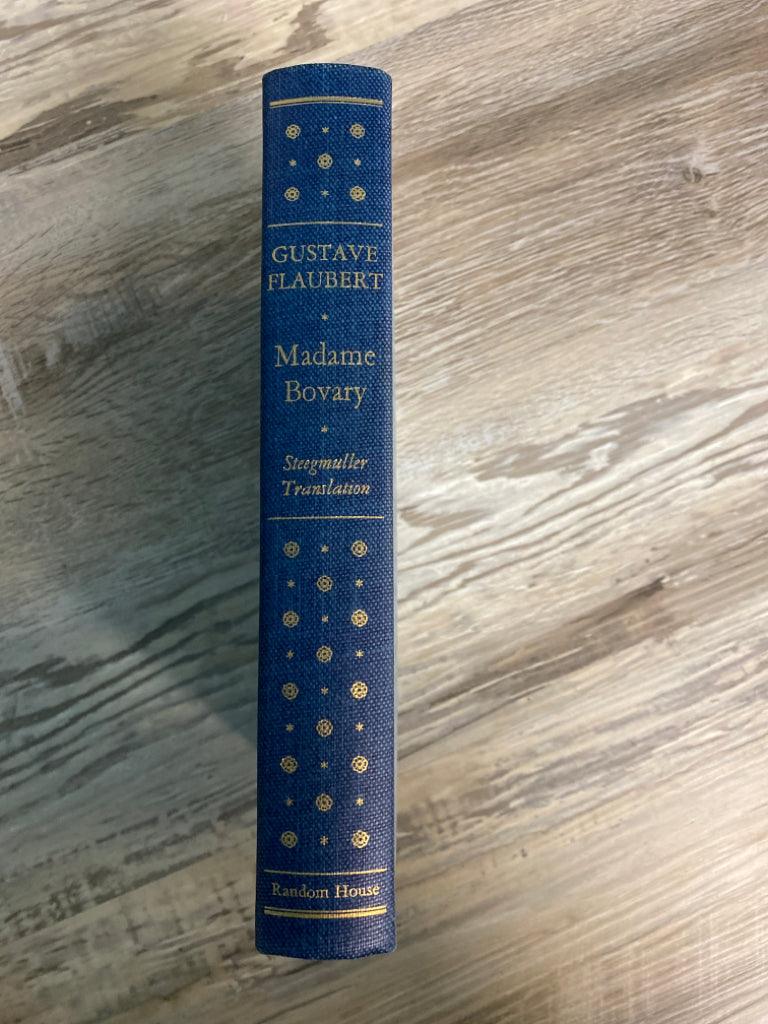 GUSTAVE
FLAUBERT
Madame
Bovary
Steegmuller
Translation
Random House